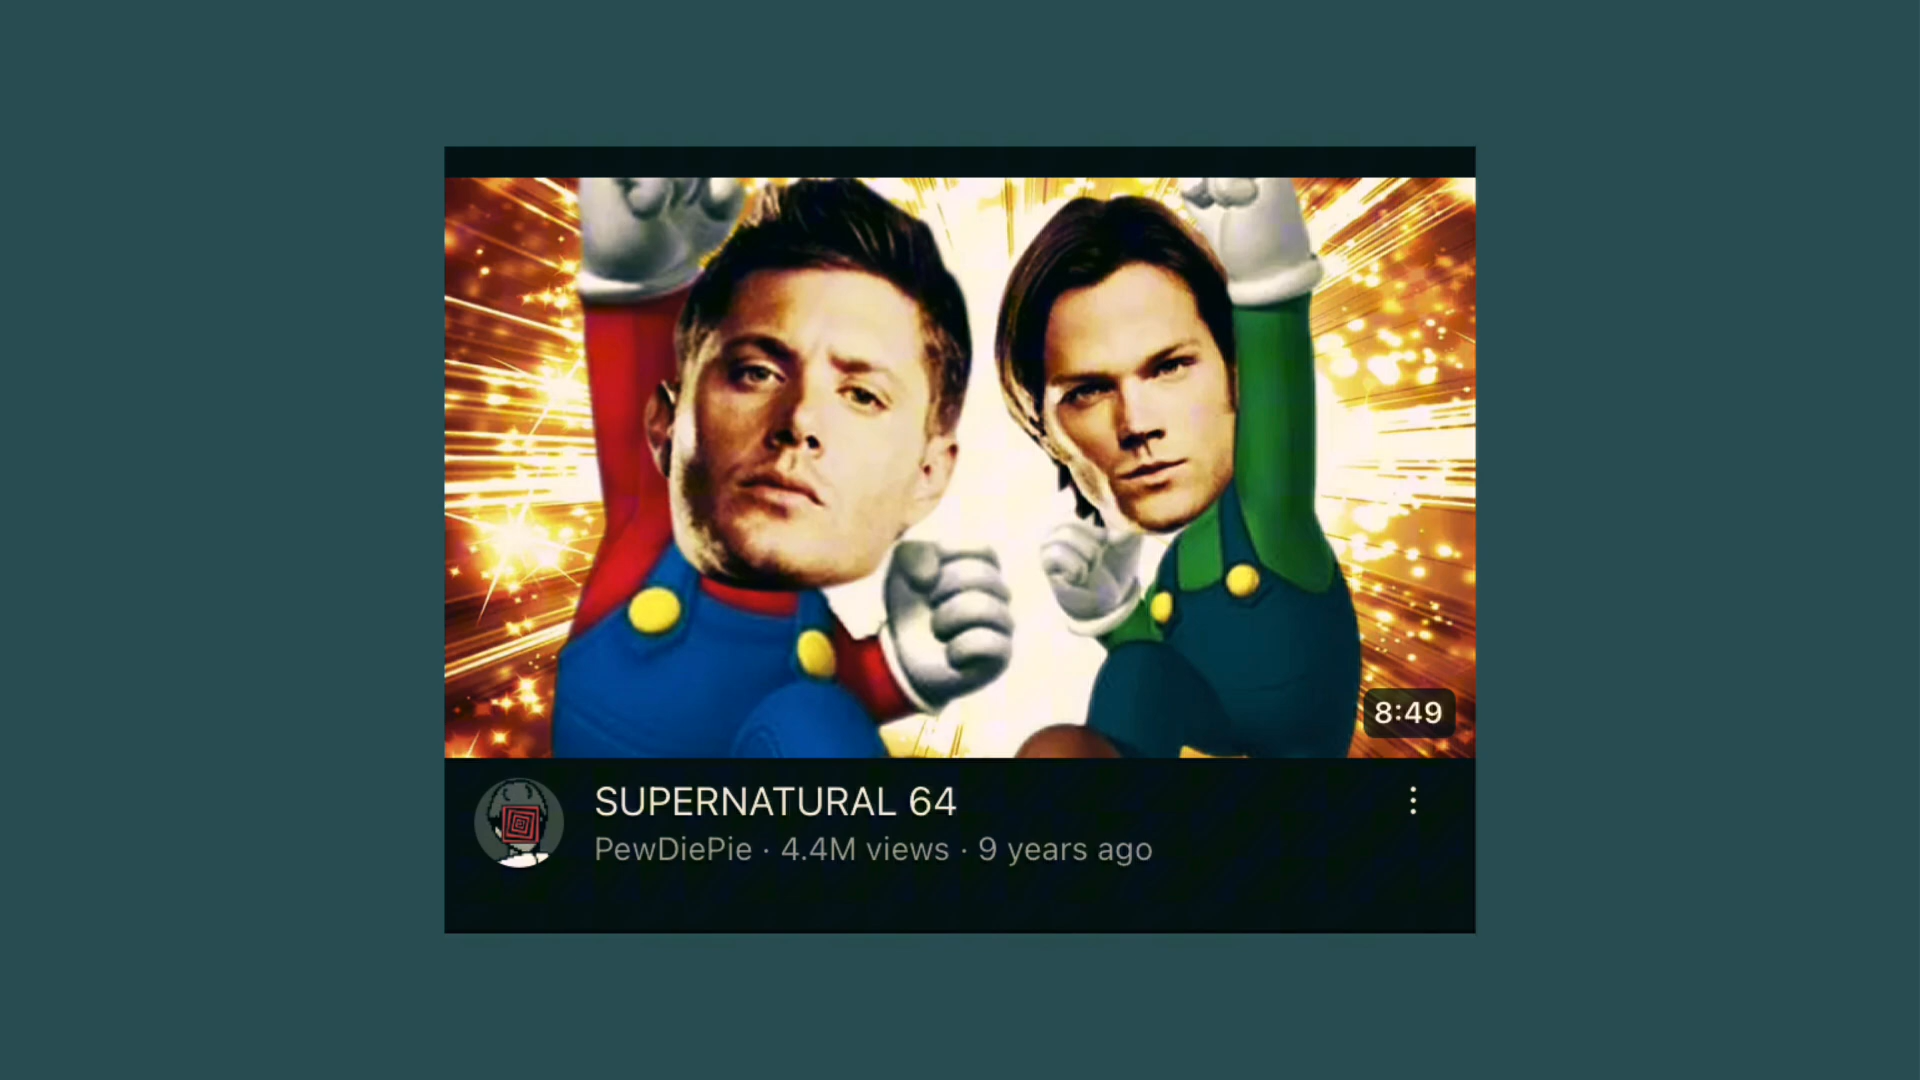 8:49
SUPERNATURAL 64
PewDiePie · 4.4M views · 9 years ago